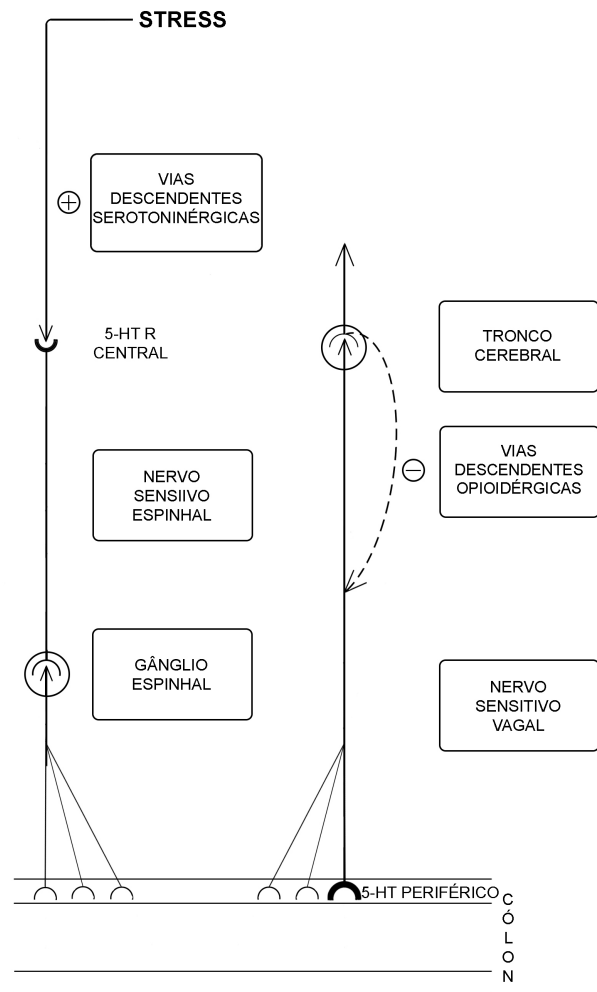 STRESS
VIAS
DESCENDENTES
SEROTONINÉRGICAS
5-HT R
CENTRAL
TRONCO
CEREBRAL
VIAS
DESCENDENTES
OPIOIDÉRGICAS
NERVO
SENSIIVO
ESPINHAL
GÂNGLIO
ESPINHAL
NERVO
SENSITIVO
VAGAL
5-HT PERIFÉRICO
C
Ó
L
O
N